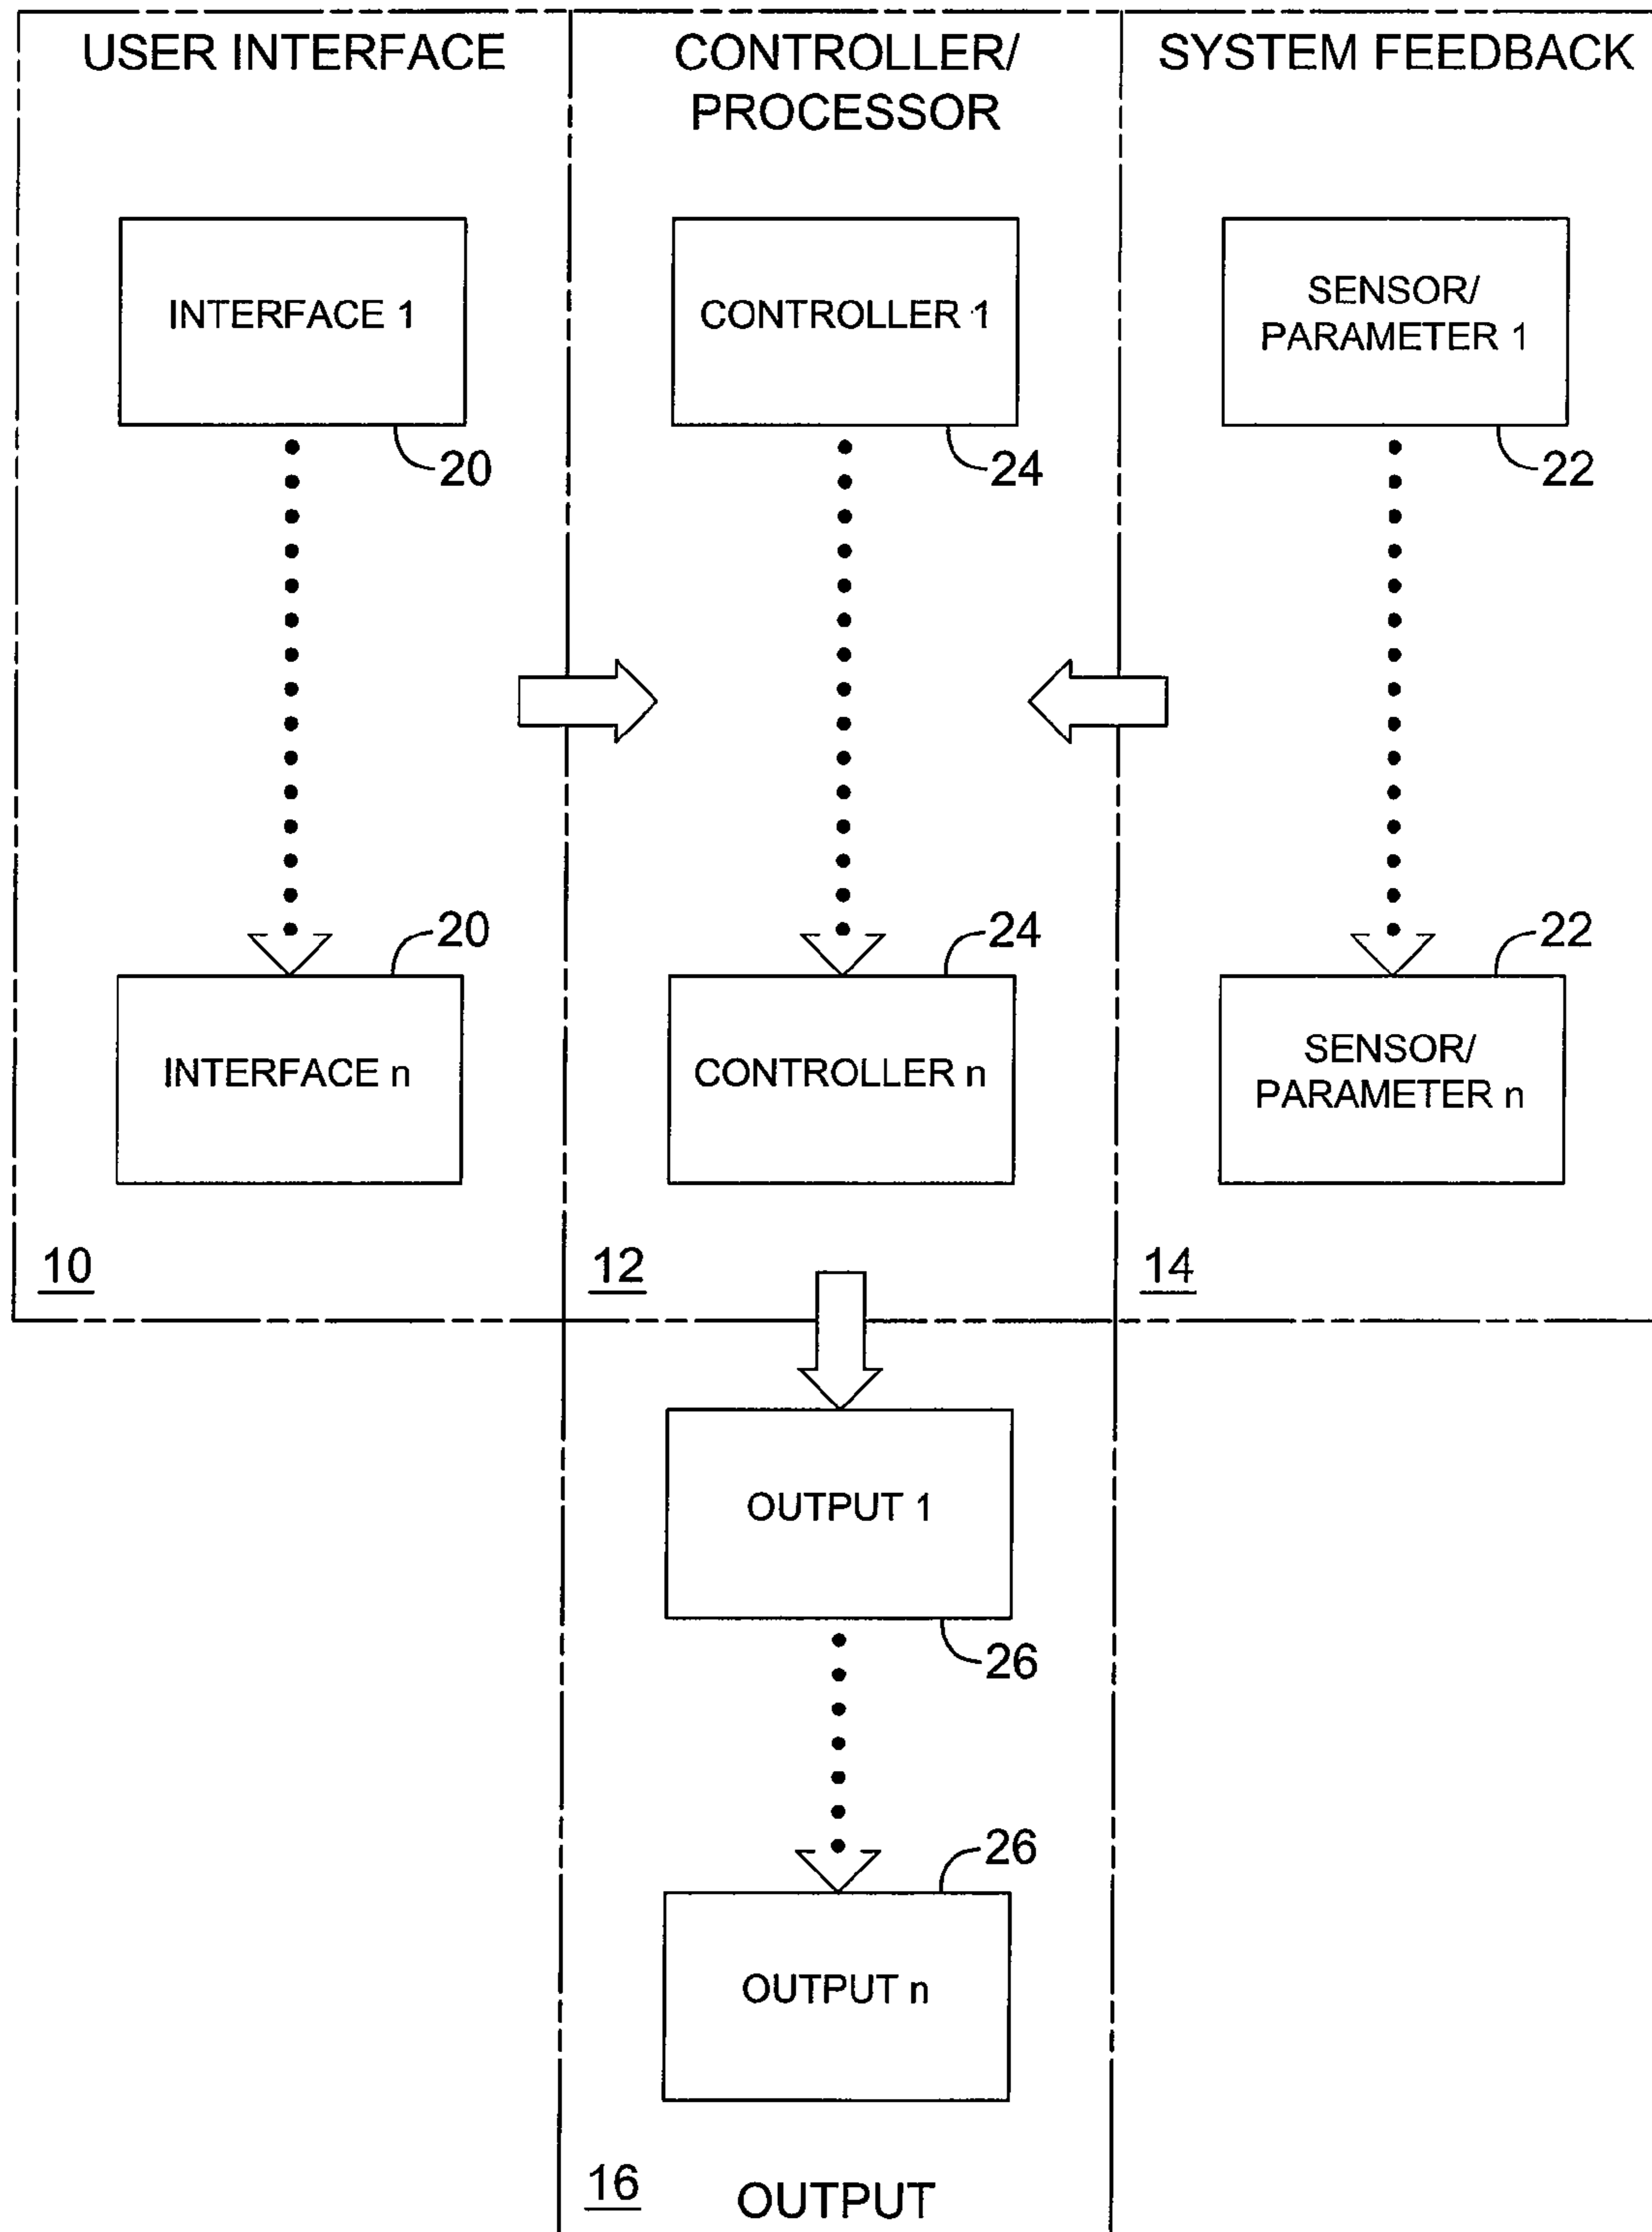 USER INTERFACE
CONTROLLER/
PROCESSOR
SYSTEM FEEDBACK
INTERFACE 1
CONTROLLER 1
SENSOR/
PARAMETER 1
20
24
22
20
24
22
INTERFACE n
CONTROLLER n
SENSOR/
PARAMETER n
10
12
14
OUTPUT 1
26
26
OUTPUT n
16
OUTPUT